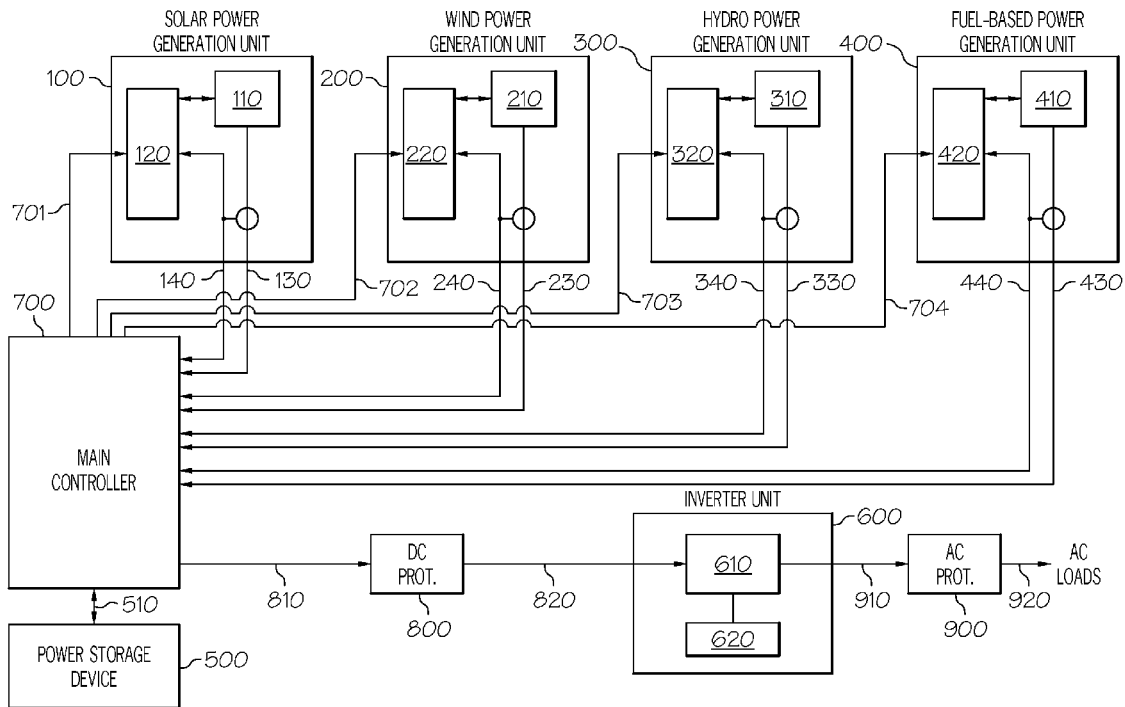 SOLAR POWER
GENERATION UNIT
WIND POWER
GENERATION UNIT
HYDRO POWER
GENERATION UNIT
FUEL-BASED POWER
GENERATION UNIT
100
110
120
200
210
220
300
310
320
400
410
420
701
140
130
702
240
230
703
340
330
704
440
430
700
MAIN
CONTROLLER
INVERTER UNIT
600
DC
PROT.
610
AC
PROT.
AC
LOADS
810
800
820
620
910
900
920
510
POWER STORAGE
DEVICE
500